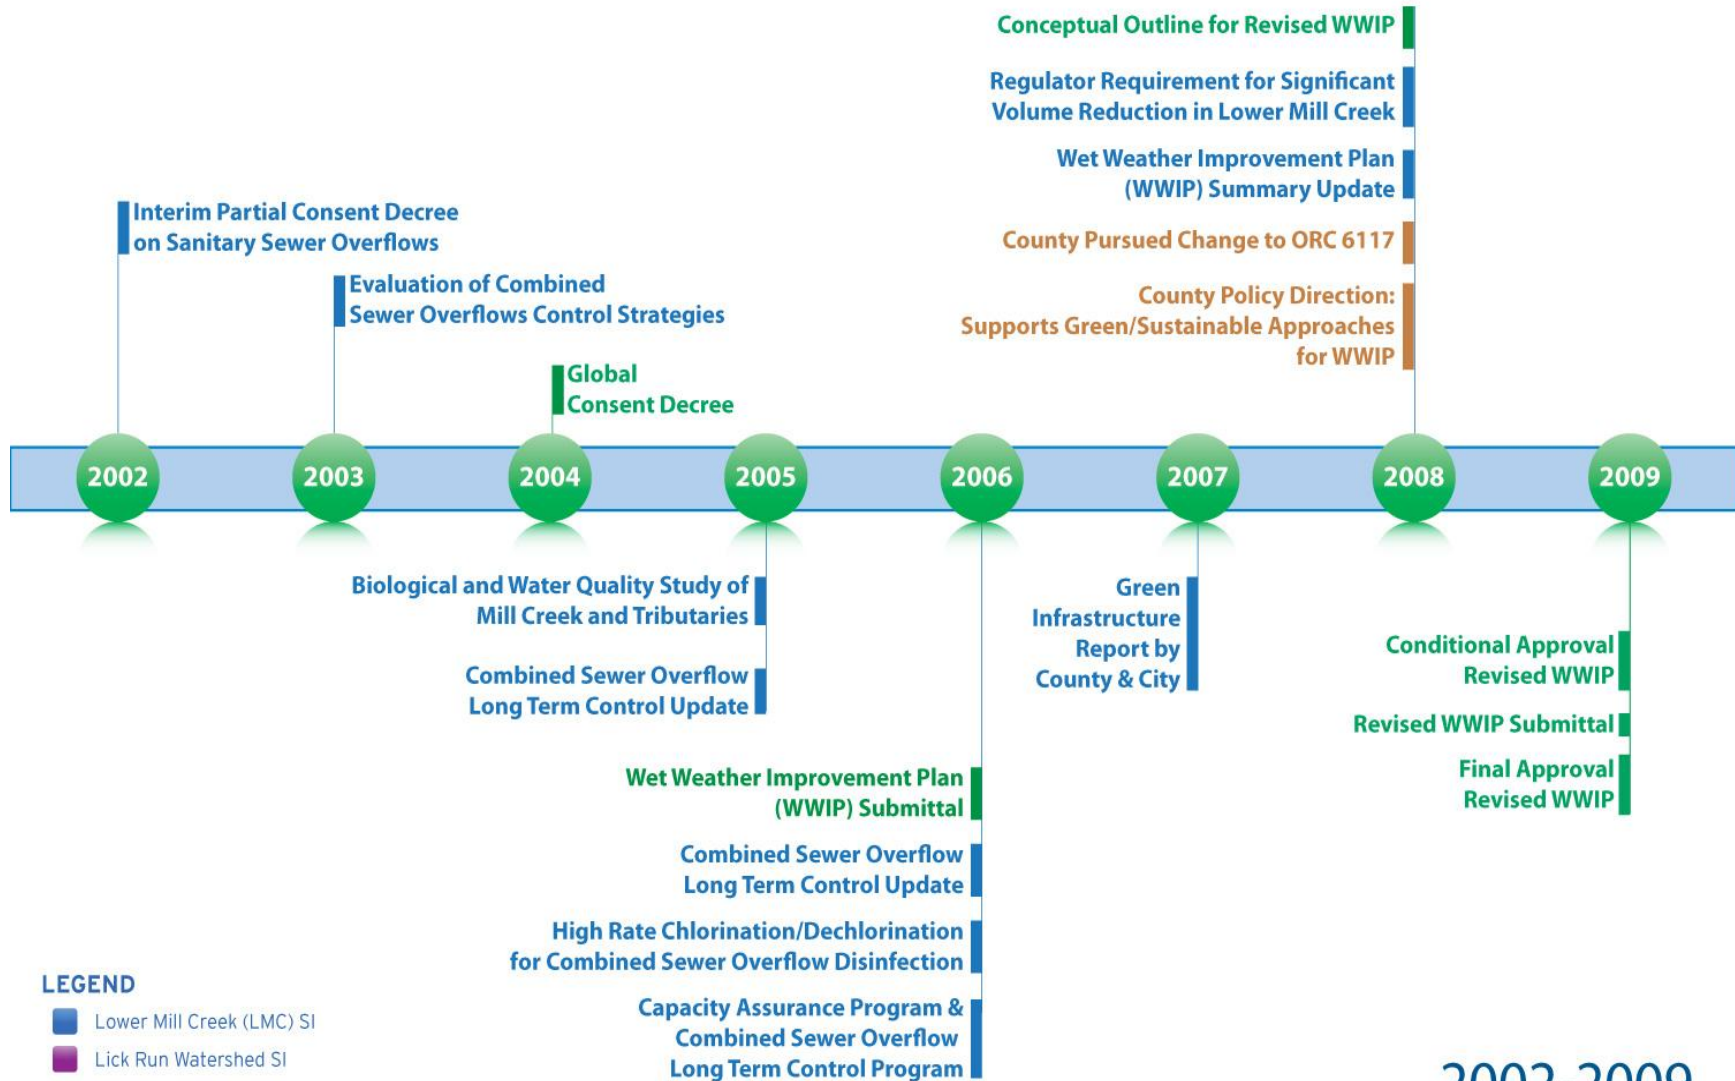 Conceptual Outline for Revised WWIP
Regulator Requirement for Significant
Volume Reduction in Lower Mill Creek
Wet Weather Improvement Plan
(WWIP) Summary Update
County Pursued Change to ORC 6117
County Policy Direction:
Supports Green/Sustainable Approaches
for WWIP
Interim Partial Consent Decree
on Sanitary Sewer Overflows
Evaluation of Combined
Sewer Overflows Control Strategies
Global
Consent Decree
2002
2003
2004
2005
2006
2007
2008
2009
Biological and Water Quality Study of
Mill Creek and Tributaries
Combined Sewer Overflow
Long Term Control Update
Wet Weather Improvement Plan
(WWIP) Submittal
Combined Sewer Overflow
Long Term Control Update
High Rate Chlorination/Dechlorination
for Combined Sewer Overflow Disinfection
Capacity Assurance Program &
Combined Sewer Overflow
Long Term Control Program
Green
Infrastructure
Report by
County & City
Conditional Approval
Revised WWIP
Revised WWIP Submittal
Final Approval
Revised WWIP
LEGEND
Lower Mill Creek (LMC) SI
Lick Run Watershed SI
2002-2009